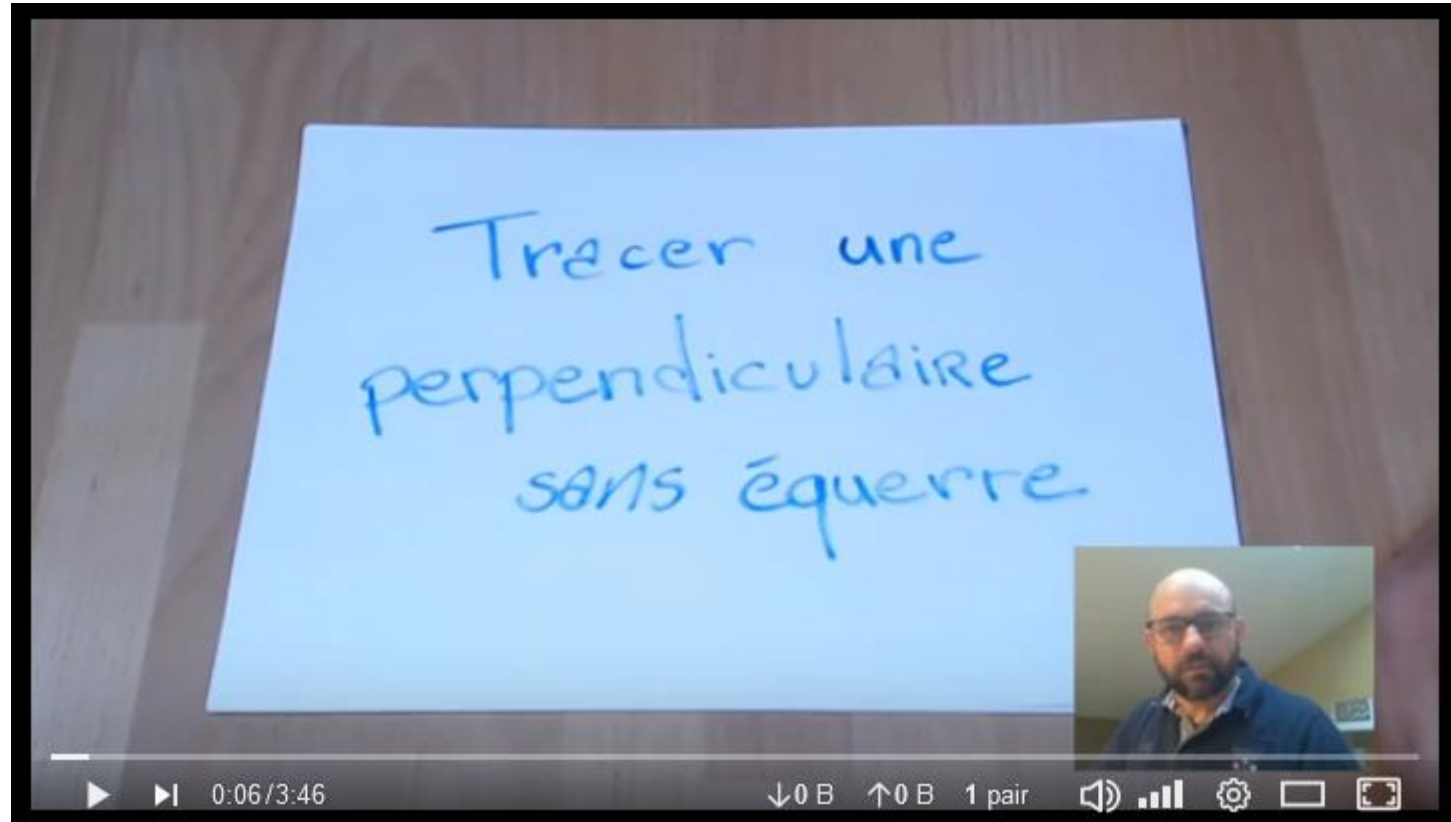 Tracer une
perpendiculaire
sans équerre
0:06/3:46 ↓0 B ↑0 B 1 pair